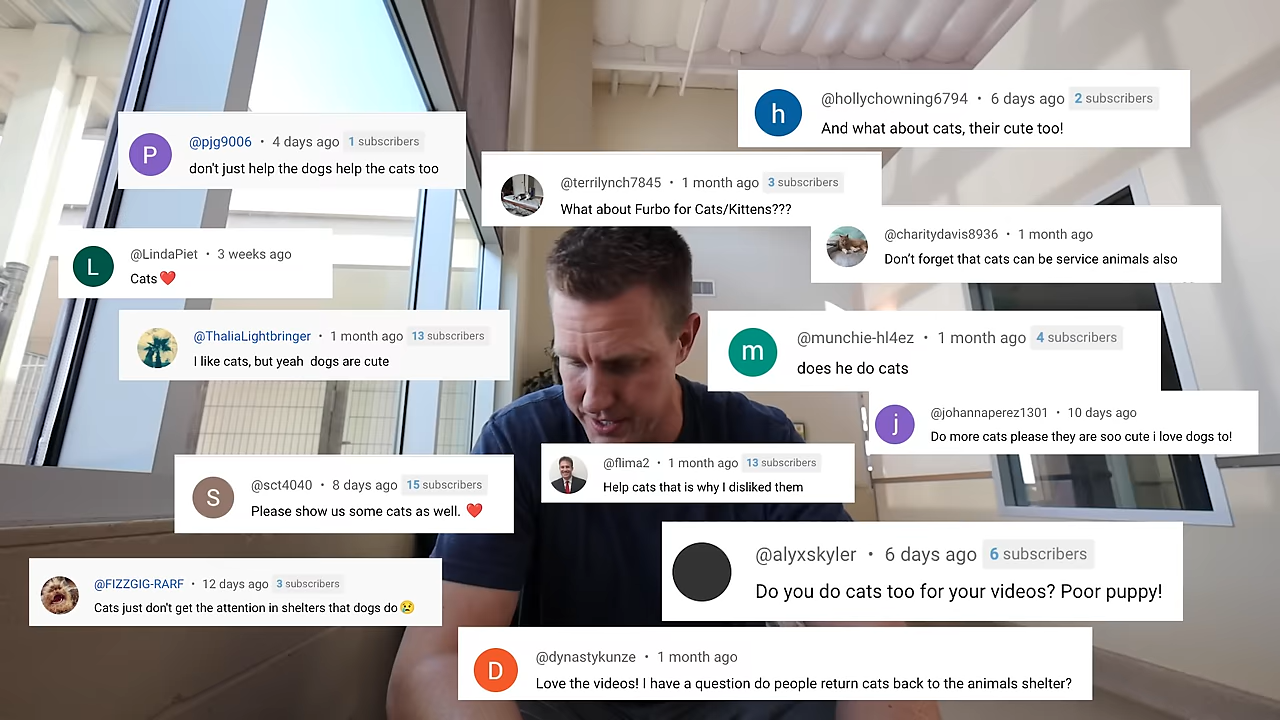 h
@hollychowning6794 • 6 days ago 2 subscribers
And what about cats, their cute too!
P
@pjg9006 • 4 days ago 1 subscribers
don't just help the dogs help the cats too
@terrilynch7845 • 1 month ago 3 subscribers
What about Furbo for Cats/Kittens???
@charitydavis8936 • 1 month ago
Don't forget that cats can be service animals also
L
@LindaPiet • 3 weeks ago
Cats ❤️
@ThaliaLightbringer • 1 month ago 13 subscribers
I like cats, but yeah dogs are cute
m
@munchie-hl4ez • 1 month ago 4 subscribers
does he do cats
j
@johannaperez1301 • 10 days ago
Do more cats please they are soo cute i love dogs to!
@flima2 • 1 month ago 13 subscribers
Help cats that is why I disliked them
S
@sct4040 • 8 days ago 15 subscribers
Please show us some cats as well. ❤️
@alyxskyler • 6 days ago 6 subscribers
Do you do cats too for your videos? Poor puppy!
@FIZZGIG-RARF • 12 days ago 3 subscribers
Cats just don't get the attention in shelters that dogs do 😢
D
@dynastykunze • 1 month ago
Love the videos! I have a question do people return cats back to the animals shelter?